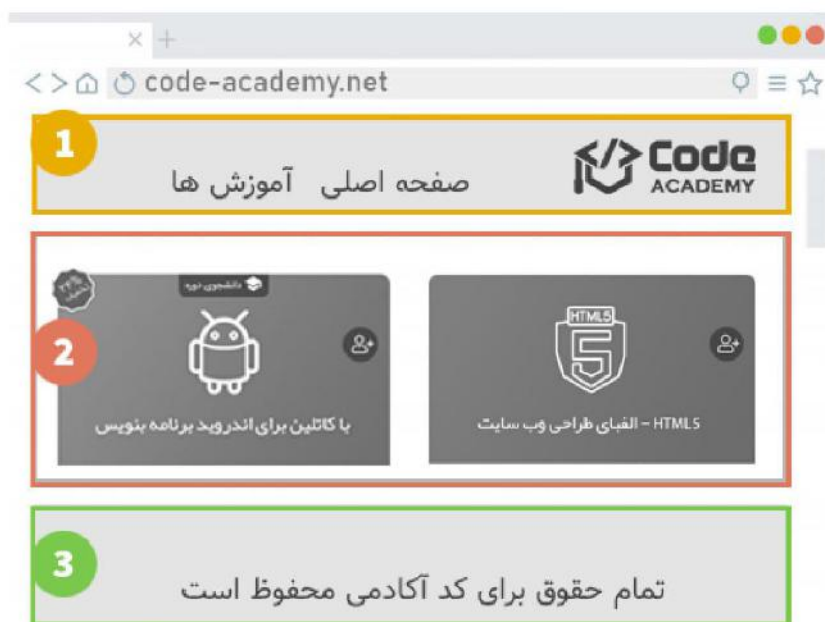 code-academy.net
1
Code
ACADEMY
صفحه اصلی آموزش ها
2
HTML5
5
HTML5 - الفبای طراحی وب سایت
دانشجوی دوره
با کاتلین برای اندروید برنامه بنویس
3
تمام حقوق برای کد آکادمی محفوظ است